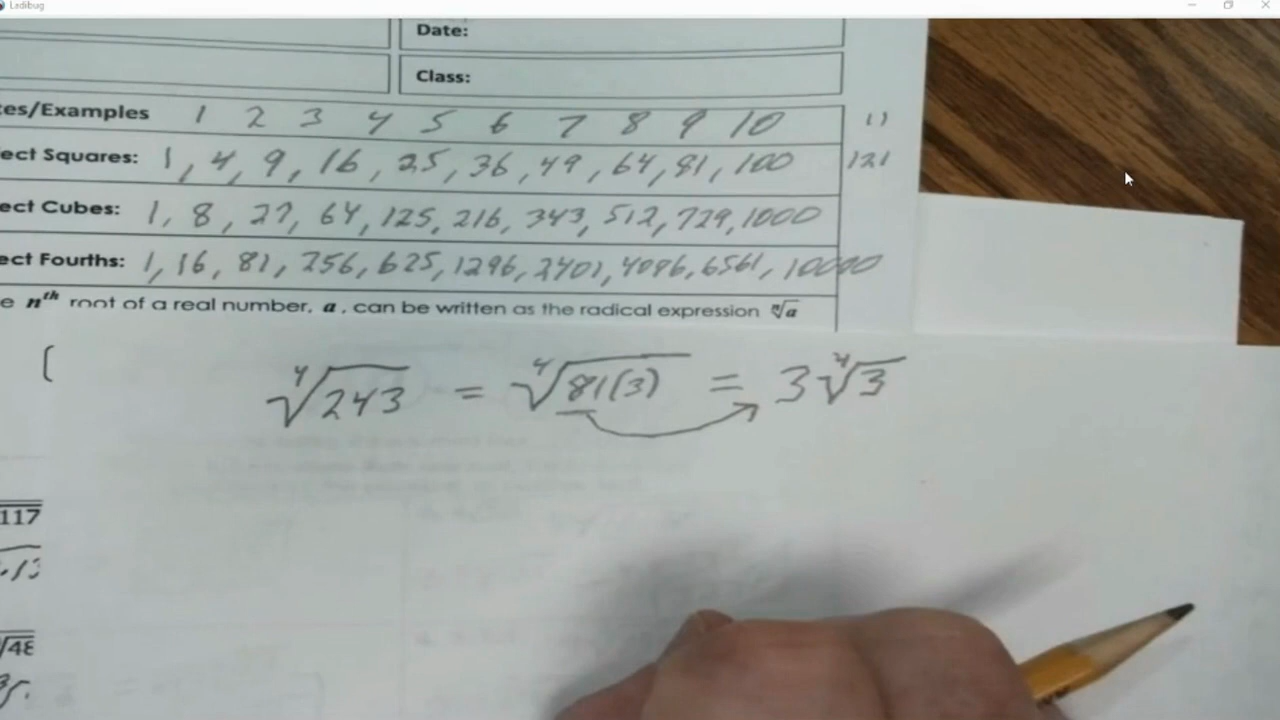 Ladibug
Date:
Class:
es/Examples 1 2 3 4 5 6 7 8 9 10 11
ect Squares: 1, 4, 9, 16, 25, 36, 49, 64, 81, 100 121
ect Cubes: 1, 8, 27, 64, 125, 216, 343, 512, 729, 1000
ect Fourths: 1, 16, 81, 256, 625, 1296, 2401, 4096, 6561, 10000
e nth root of a real number, a, can be written as the radical expression ⁿ√a
⁴√243 = ⁴√81(3) = 3⁴√3
117
√48